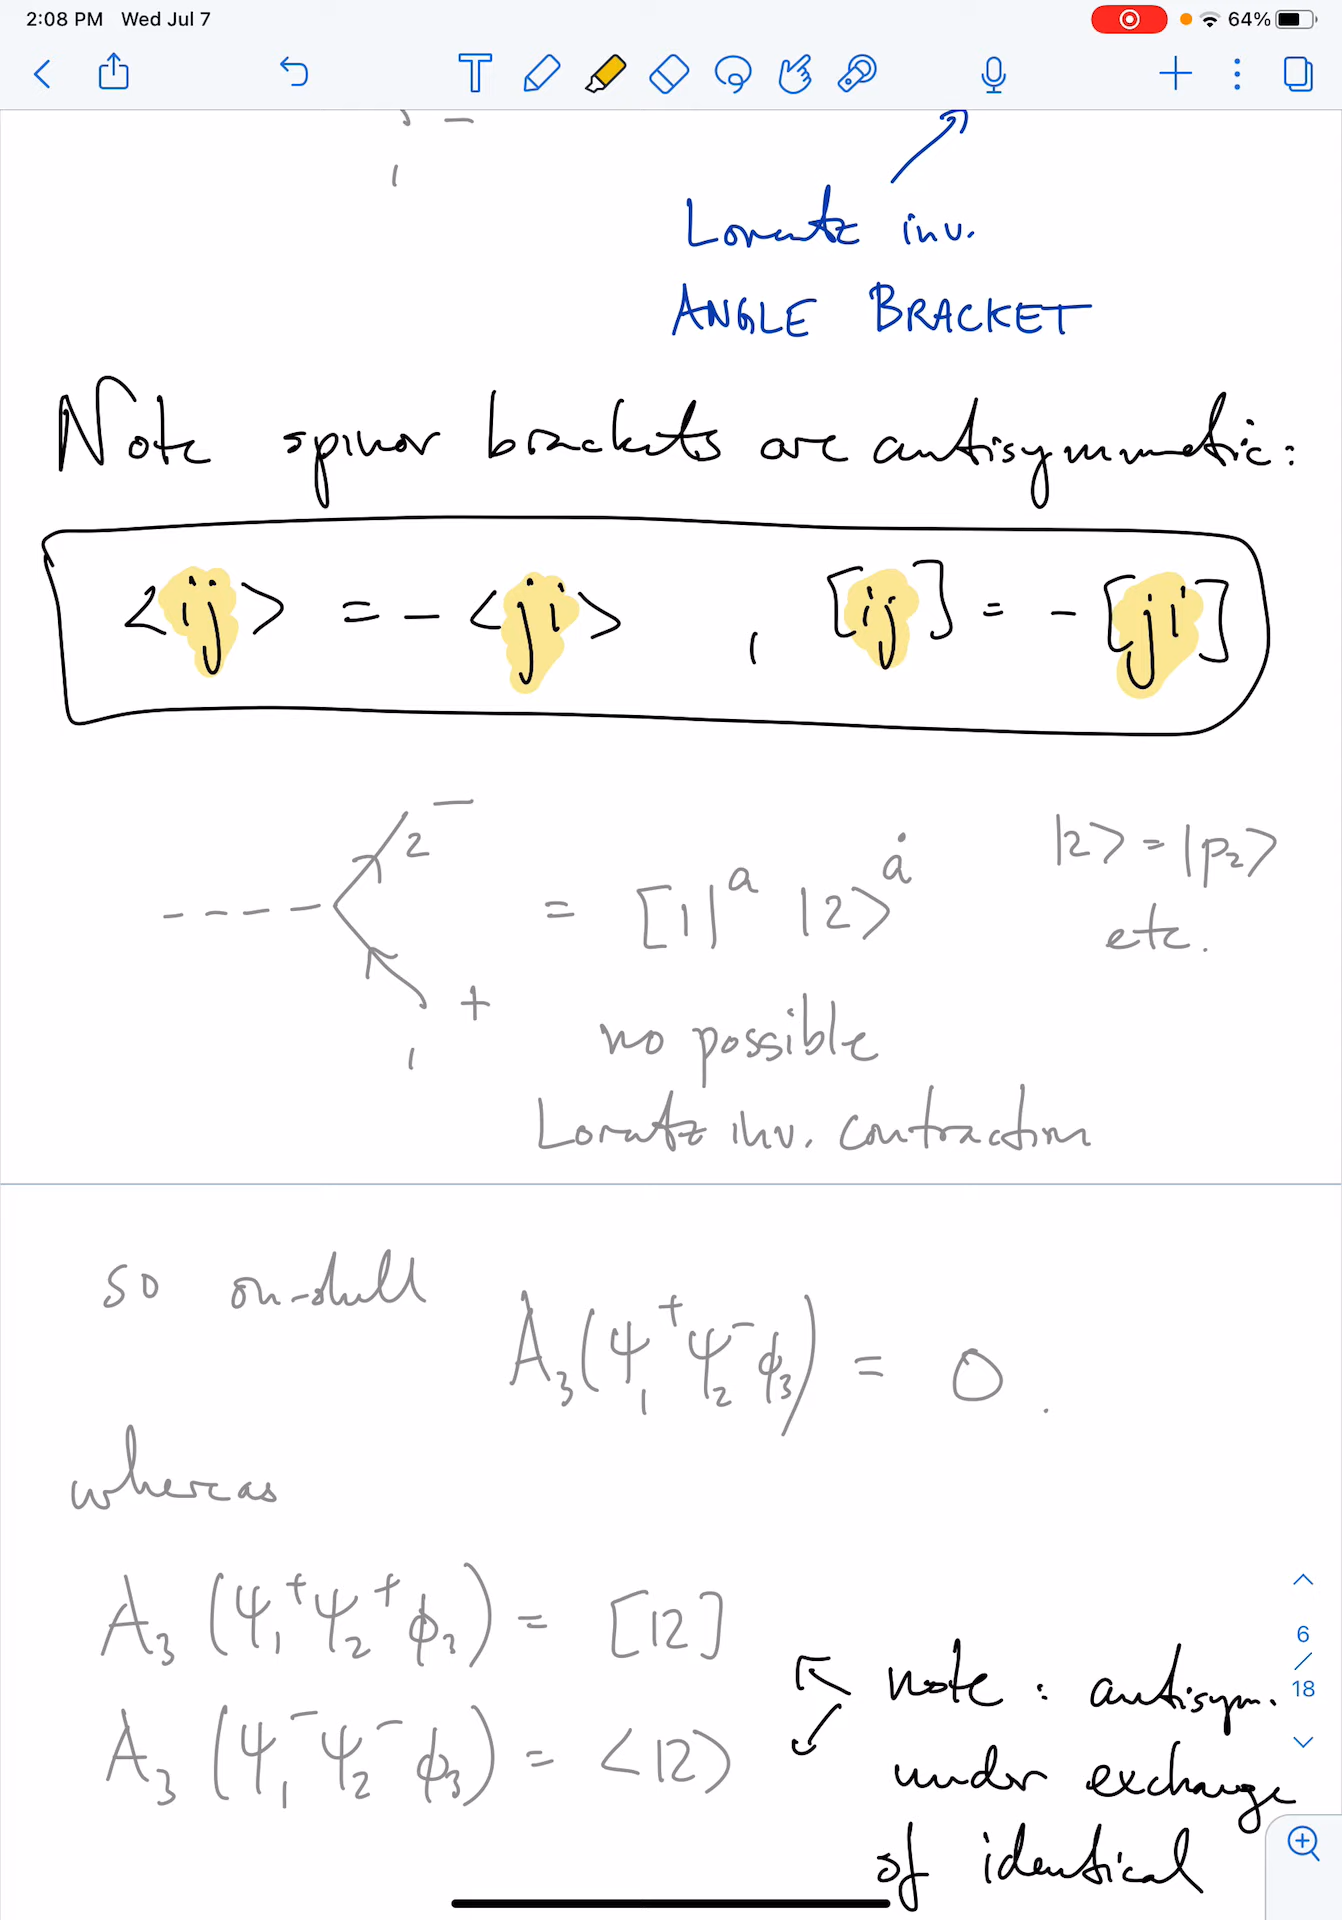 2:08 PM Wed Jul 7
64%
1 –
Lorentz inv.
ANGLE BRACKET
Note spinor brackets are antisymmetric:
<ij> = - <ji> , [ij] = - [ji]
2 –
= [1|^a |2>^ȧ
|2> = |p₂>
etc.
+
1
no possible
Lorentz inv. contraction
so on-shell
A₃(ψ₁⁺ψ₂⁻φ₃) = 0.
whereas
A₃(ψ₁⁺ψ₂⁺φ₃) = [12]
A₃(ψ₁⁻ψ₂⁻φ₃) = <12>
note: antisym.
under exchange
of identical
6
/
18